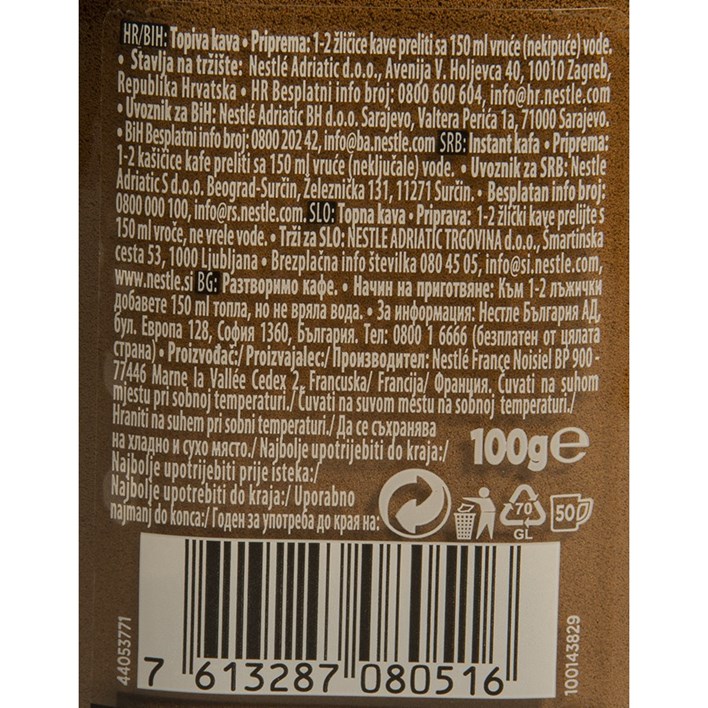 HR/BIH: Topiva kava • Priprema: 1-2 žličice kave preliti sa 150 ml vruće (nekipuće) vode.
• Stavlja na tržište: Nestlé Adriatic d.o.o., Avenija V. Holjevca 40, 10010 Zagreb,
Republika Hrvatska • HR Besplatni info broj: 0800 600 604, info@hr.nestle.com
• Uvoznik za BiH: Nestlé Adriatic BH d.o.o. Sarajevo, Valtera Perića 1a, 71000 Sarajevo.
• BiH Besplatni info broj: 0800 202 42, info@ba.nestle.com SRB: Instant kafa • Priprema:
1-2 kašičice kafe preliti sa 150 ml vruće (neključale) vode. • Uvoznik za SRB: Nestle
Adriatic S d.o.o. Beograd-Surčin, Železnička 131, 11271 Surčin. • Besplatan info broj:
0800 000 100, info@rs.nestle.com. SLO: Topna kava • Priprava: 1-2 žlički kave prelijte s
150 ml vroče, ne vrele vode. • Trži za SLO: NESTLE ADRIATIC TRGOVINA d.o.o., Šmartinska
cesta 53, 1000 Ljubljana • Brezplačna info številka 080 45 05, info@si.nestle.com,
www.nestle.si BG: Разтворимо кафе. • Начин на приготвяне: Към 1-2 лъжички
добавете 150 ml топла, но не вряла вода. • За информация: Нестле България АД,
бул. Европа 128, София 1360, България. Тел: 0800 1 6666 (безплатен от цялата
страна) • Proizvođač:/ Proizvajalec:/ Производител: Nestlé France Noisiel BP 900 -
77446 Marne la Vallée Cedex 2, Francuska/ Francija/ Франция. Čuvati na suhom
mjestu pri sobnoj temperaturi./ Čuvati na suvom mestu na sobnoj temperaturi./
Hraniti na suhem pri sobni temperaturi./ Да се съхранява
на хладно и сухо място./ Najbolje upotrijebiti do kraja:/
Najbolje upotrijebiti prije isteka:/
Najbolje upotrebiti do kraja:/ Uporabno
najmanj do konca:/ Годен за употреба до края на:
100g e
70
GL
50
44053771
100143829
7 613287 080516